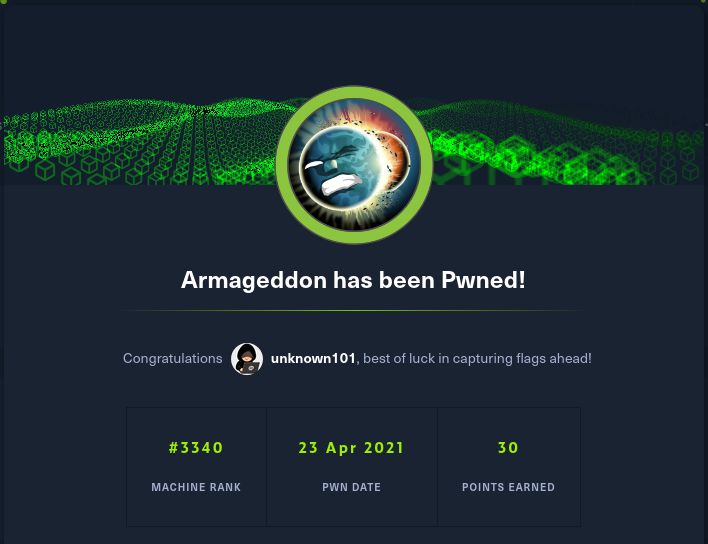 Armageddon has been Pwned!
Congratulations unknown101, best of luck in capturing flags ahead!
#3340 23 Apr 2021 30
MACHINE RANK PWN DATE POINTS EARNED